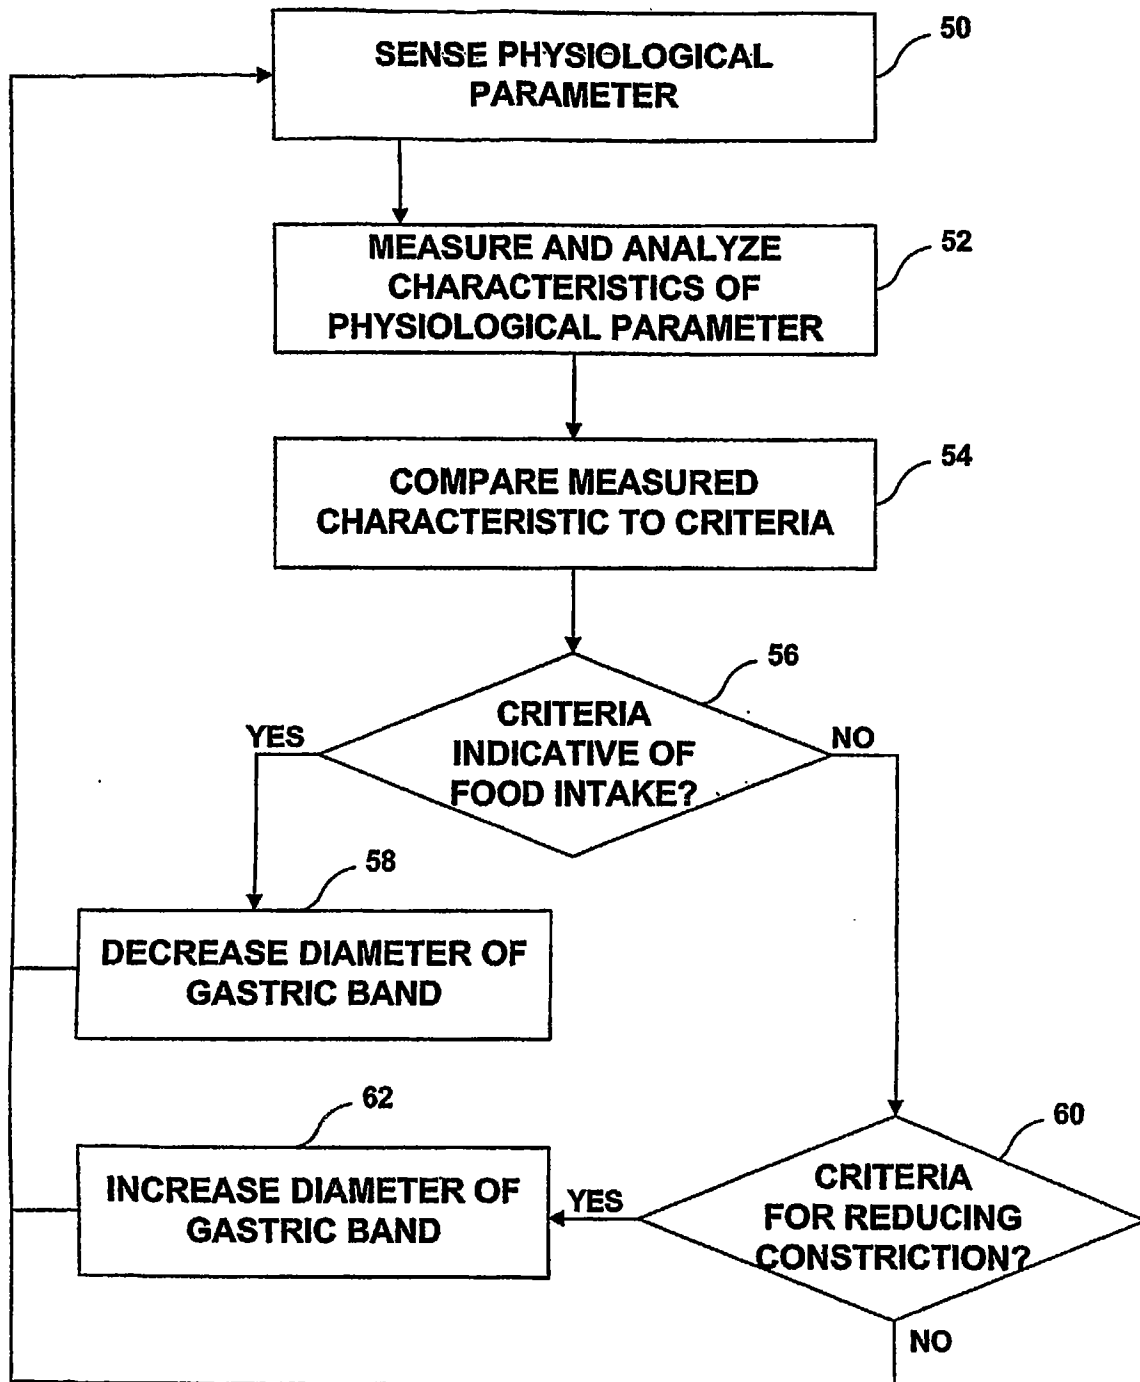 SENSE PHYSIOLOGICAL
PARAMETER
50
MEASURE AND ANALYZE
CHARACTERISTICS OF
PHYSIOLOGICAL PARAMETER
52
COMPARE MEASURED
CHARACTERISTIC TO CRITERIA
54
CRITERIA
INDICATIVE OF
FOOD INTAKE?
56
YES
NO
DECREASE DIAMETER OF
GASTRIC BAND
58
INCREASE DIAMETER OF
GASTRIC BAND
62
YES
CRITERIA
FOR REDUCING
CONSTRICTION?
60
NO